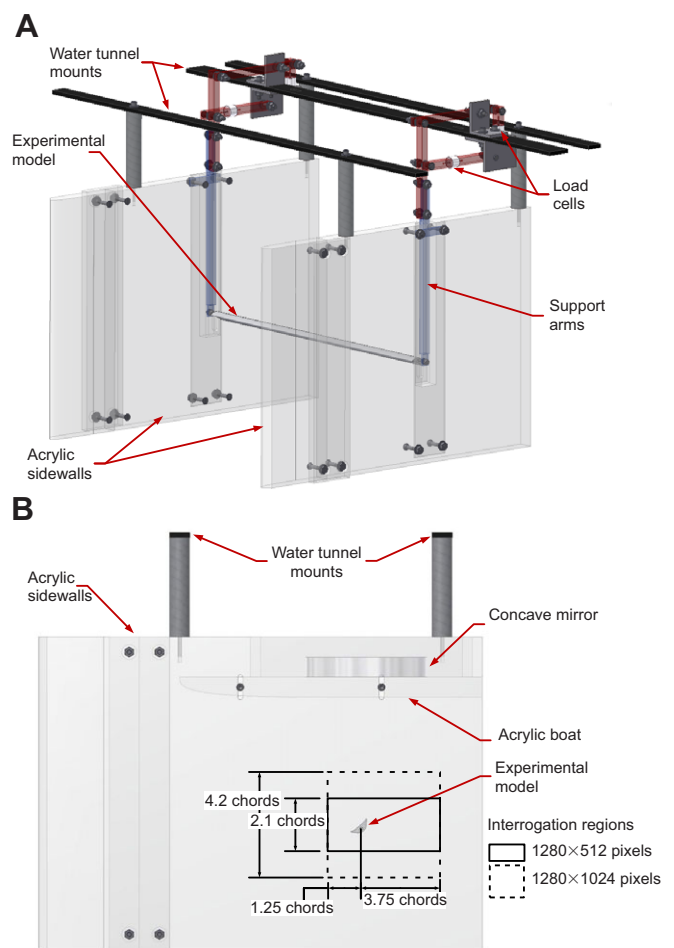 A
Water tunnel
mounts
Experimental
model
Load
cells
Support
arms
Acrylic
sidewalls
B
Water tunnel
mounts
Acrylic
sidewalls
Concave mirror
Acrylic boat
Experimental
model
4.2 chords
2.1 chords
Interrogation regions
1280×512 pixels
1280×1024 pixels
1.25 chords
3.75 chords